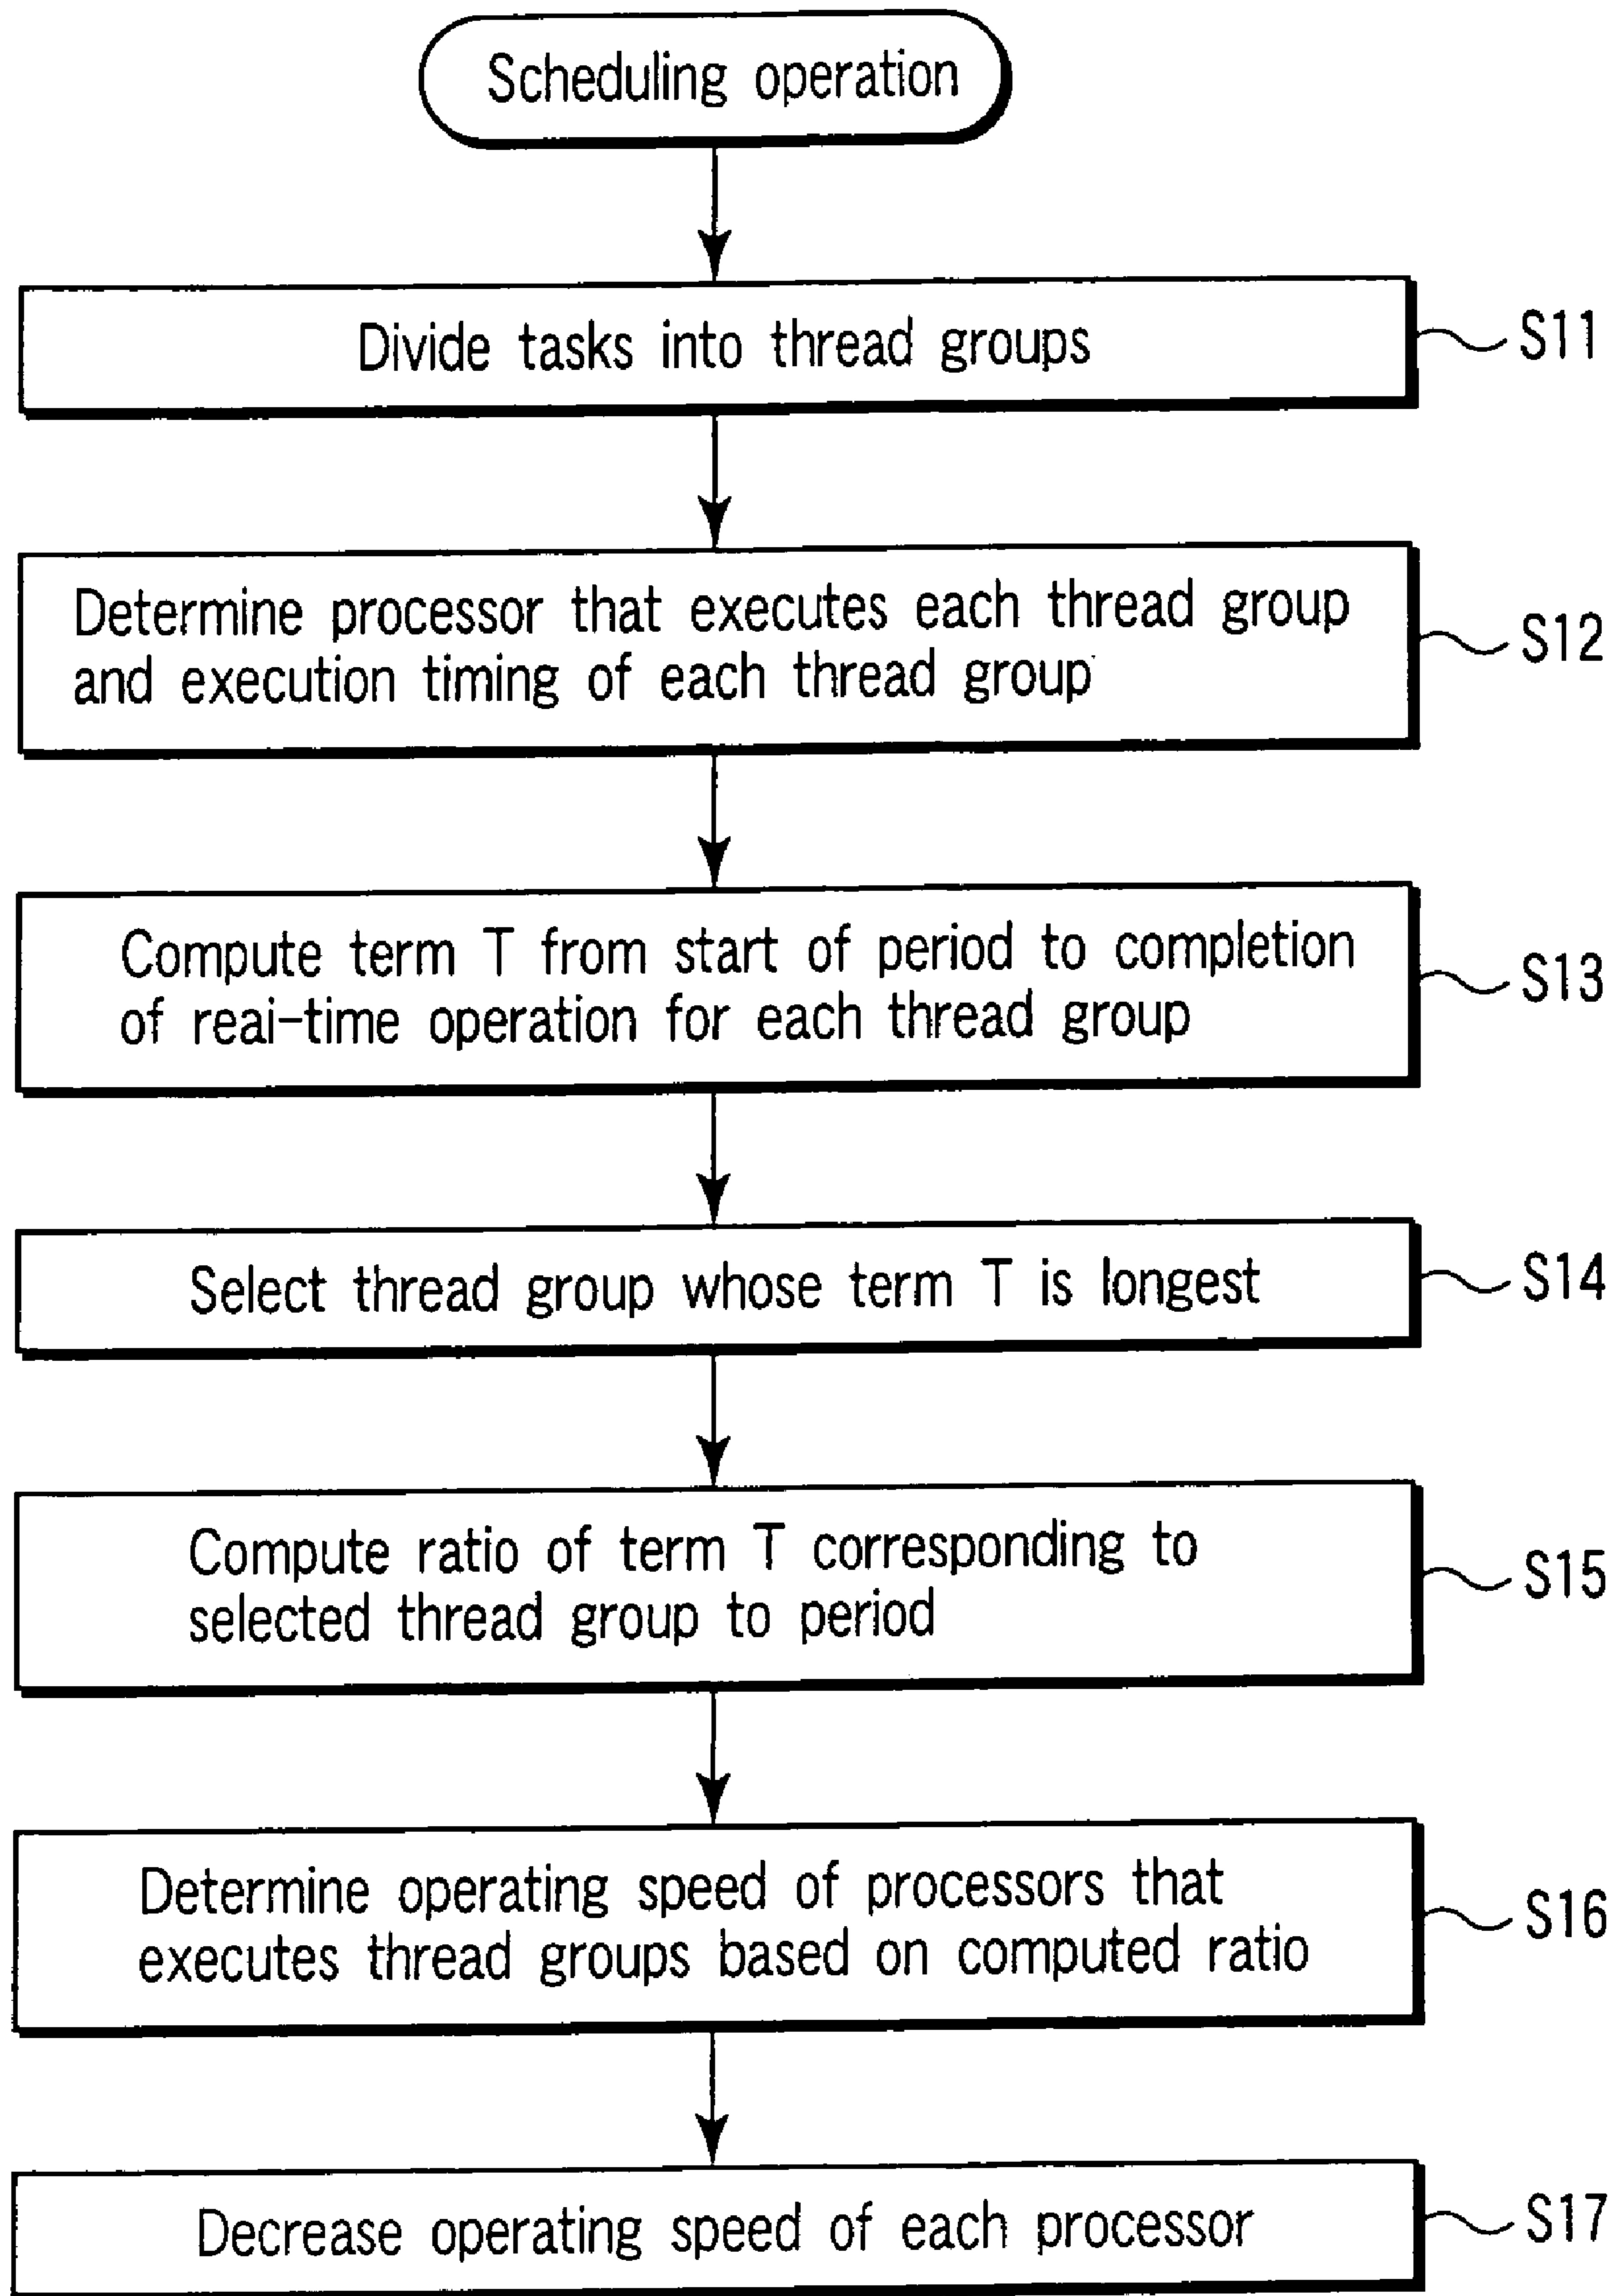 Scheduling operation
Divide tasks into thread groups
S11
Determine processor that executes each thread group
and execution timing of each thread group
S12
Compute term T from start of period to completion
of reai-time operation for each thread group
S13
Select thread group whose term T is longest
S14
Compute ratio of term T corresponding to
selected thread group to period
S15
Determine operating speed of processors that
executes thread groups based on computed ratio
S16
Decrease operating speed of each processor
S17